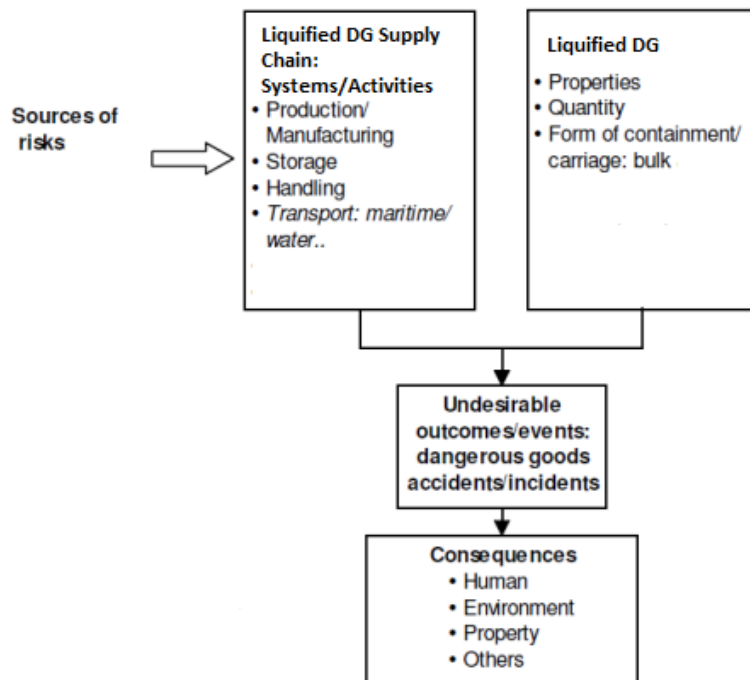 Sources of
risks
Liquified DG Supply
Chain:
Systems/Activities
• Production/
Manufacturing
• Storage
• Handling
• Transport: maritime/
water..
Liquified DG
• Properties
• Quantity
• Form of containment/
carriage: bulk
Undesirable
outcomes/events:
dangerous goods
accidents/incidents
Consequences
• Human
• Environment
• Property
• Others